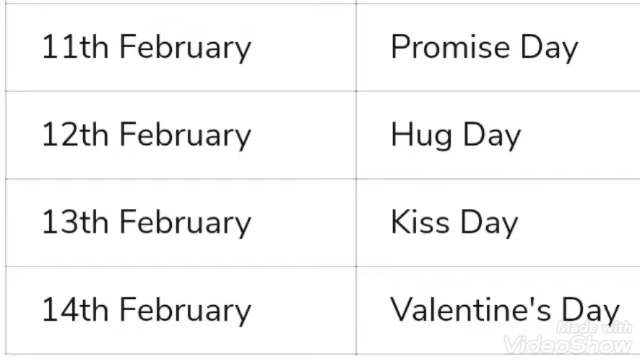 11th February Promise Day
12th February Hug Day
13th February Kiss Day
14th February Valentine's Day
Made with
VideoShow